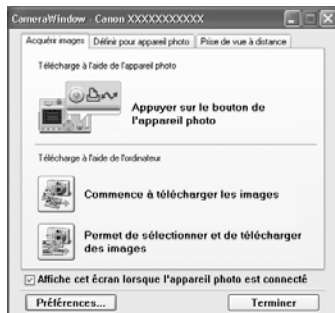 CameraWindow - Canon XXXXXXXXXXX
Acquérir images Définir pour appareil photo Prise de vue à distance
Télécharge à l'aide de l'appareil photo
Appuyer sur le bouton de
l'appareil photo
Télécharge à l'aide de l'ordinateur
Commence à télécharger les images
Permet de sélectionner et de télécharger
des images
Affiche cet écran lorsque l'appareil photo est connecté
Préférences... Terminer